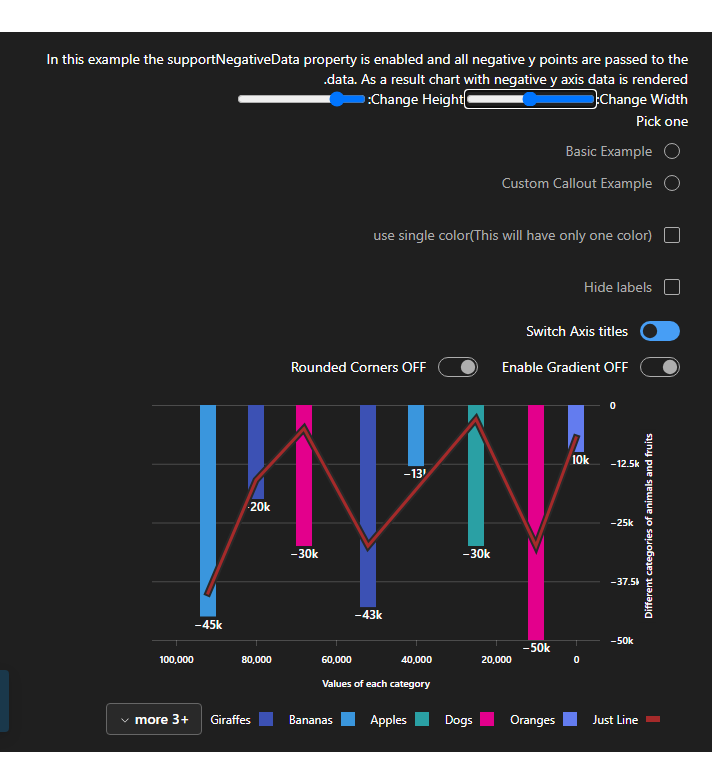 In this example the supportNegativeData property is enabled and all negative y points are passed to the
.data. As a result chart with negative y axis data is rendered
:Change Height :Change Width
Pick one
Basic Example
Custom Callout Example
use single color(This will have only one color)
Hide labels
Switch Axis titles
Rounded Corners OFF Enable Gradient OFF
0
10k −12.5k
−13k
20k −25k
−30k −30k
−37.5k
−43k
−45k
−50k −50k
Different categories of animals and fruits
100,000 80,000 60,000 40,000 20,000 0
Values of each category
more 3+ Giraffes Bananas Apples Dogs Oranges Just Line